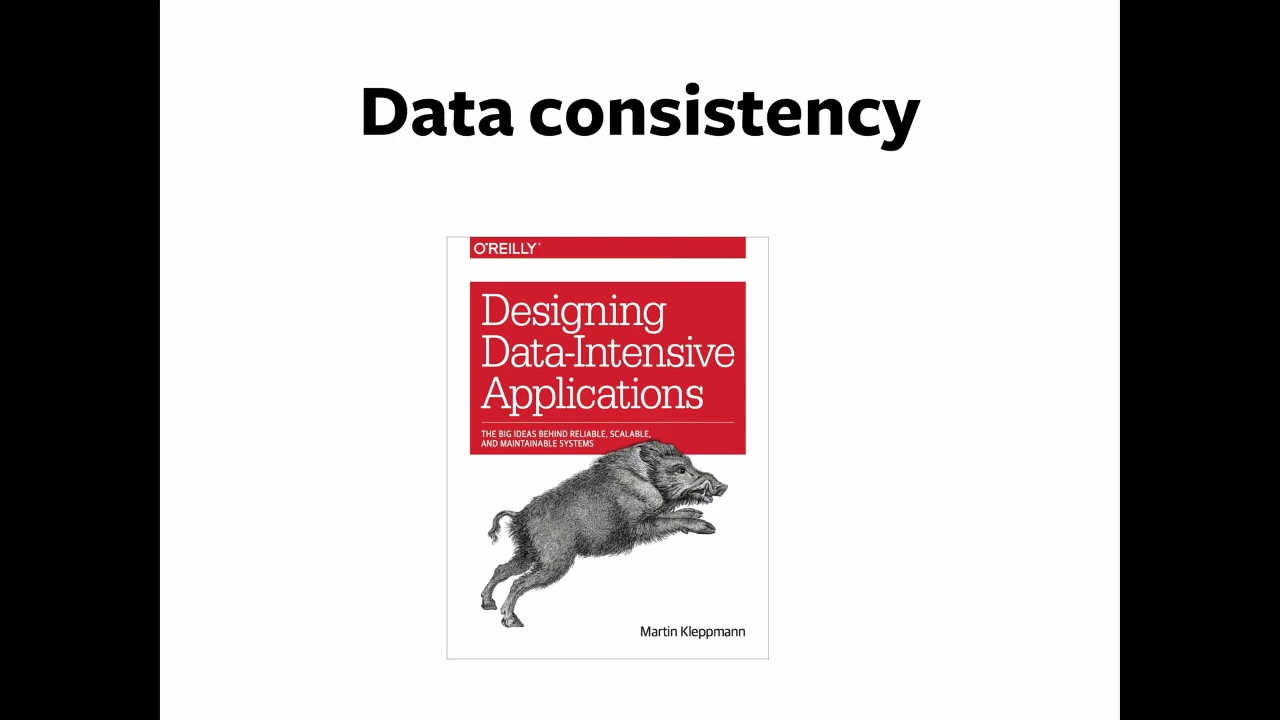 Data consistency
O'REILLY®
Designing
Data-Intensive
Applications
THE BIG IDEAS BEHIND RELIABLE, SCALABLE,
AND MAINTAINABLE SYSTEMS
Martin Kleppmann